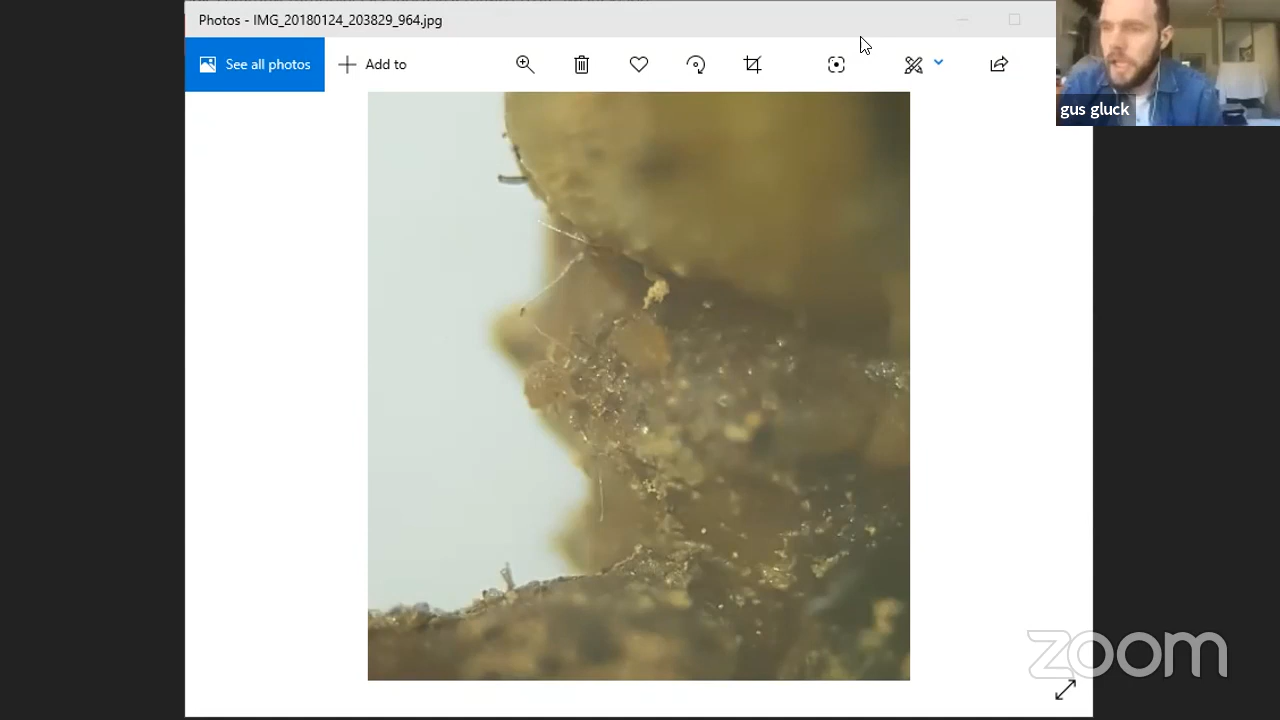 Photos - IMG_20180124_203829_964.jpg
See all photos
Add to
gus gluck
zoom